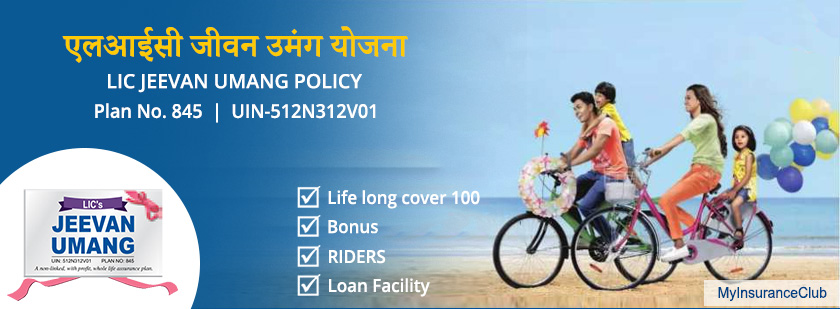 एलआईसी जीवन उमंग योजना
LIC JEEVAN UMANG POLICY
Plan No. 845 | UIN-512N312V01
LIC's
JEEVAN
UMANG
UIN: 512N312V01 PLAN NO: 845
A non-linked, with profit, whole life assurance plan.
Life long cover 100
Bonus
RIDERS
Loan Facility
MyInsuranceClub